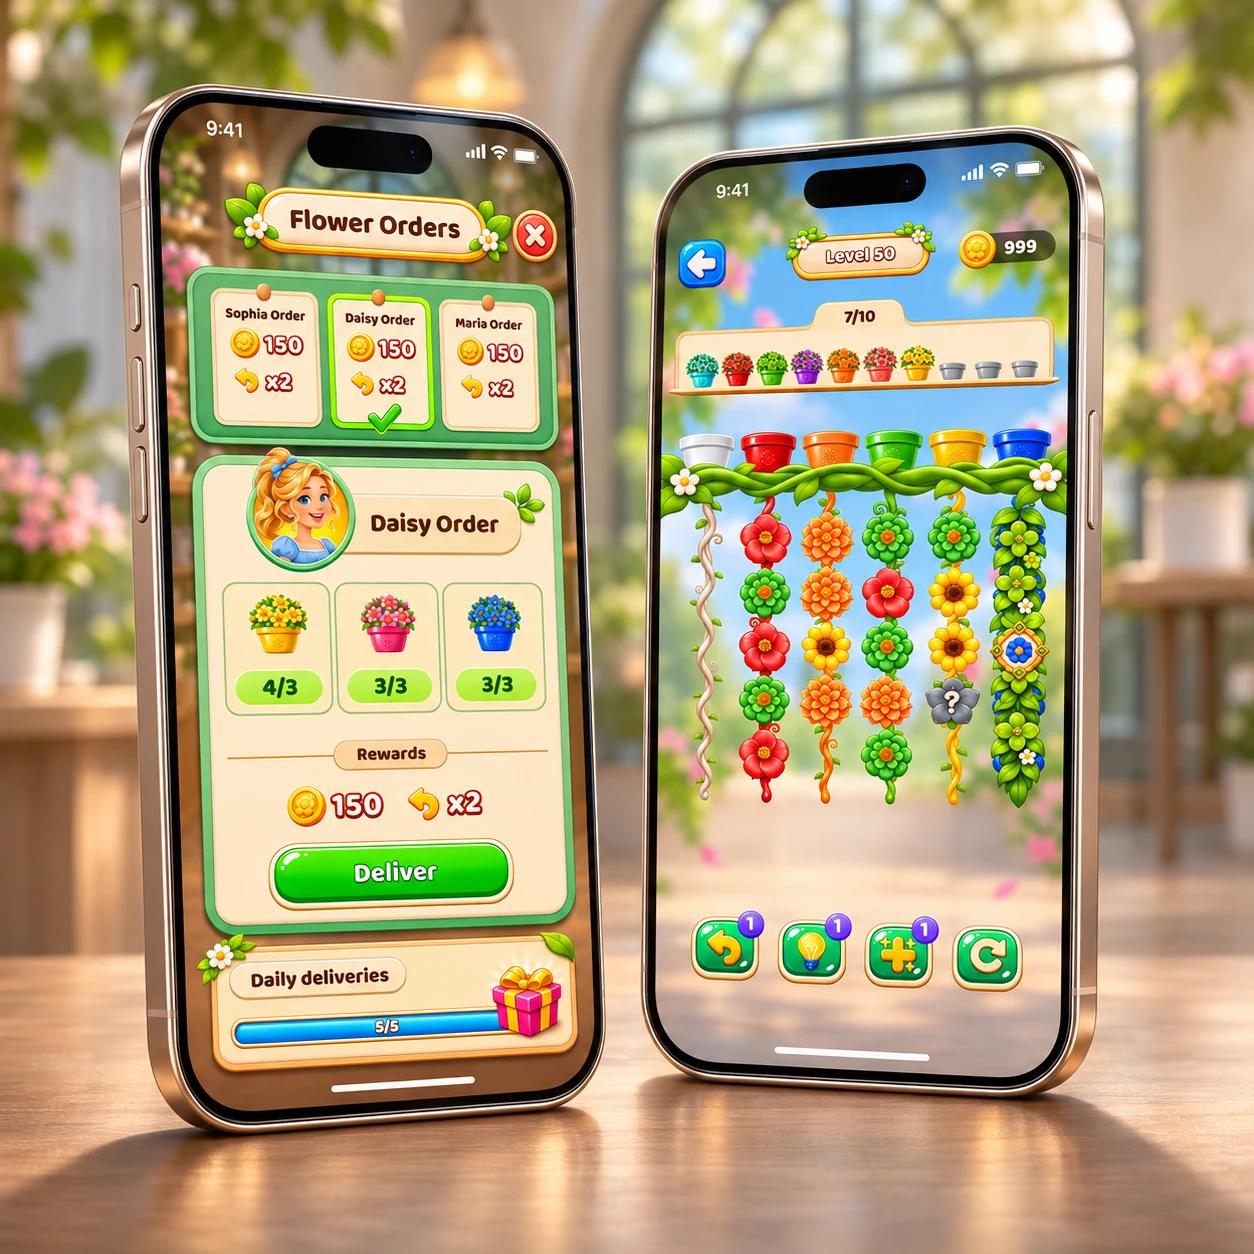 9:41
Flower Orders
Sophia Order
150
x2
Daisy Order
150
x2
Maria Order
150
x2
Daisy Order
4/3
3/3
3/3
Rewards
150
x2
Deliver
Daily deliveries
5/5
9:41
Level 50
999
7/10
?
1
1
1